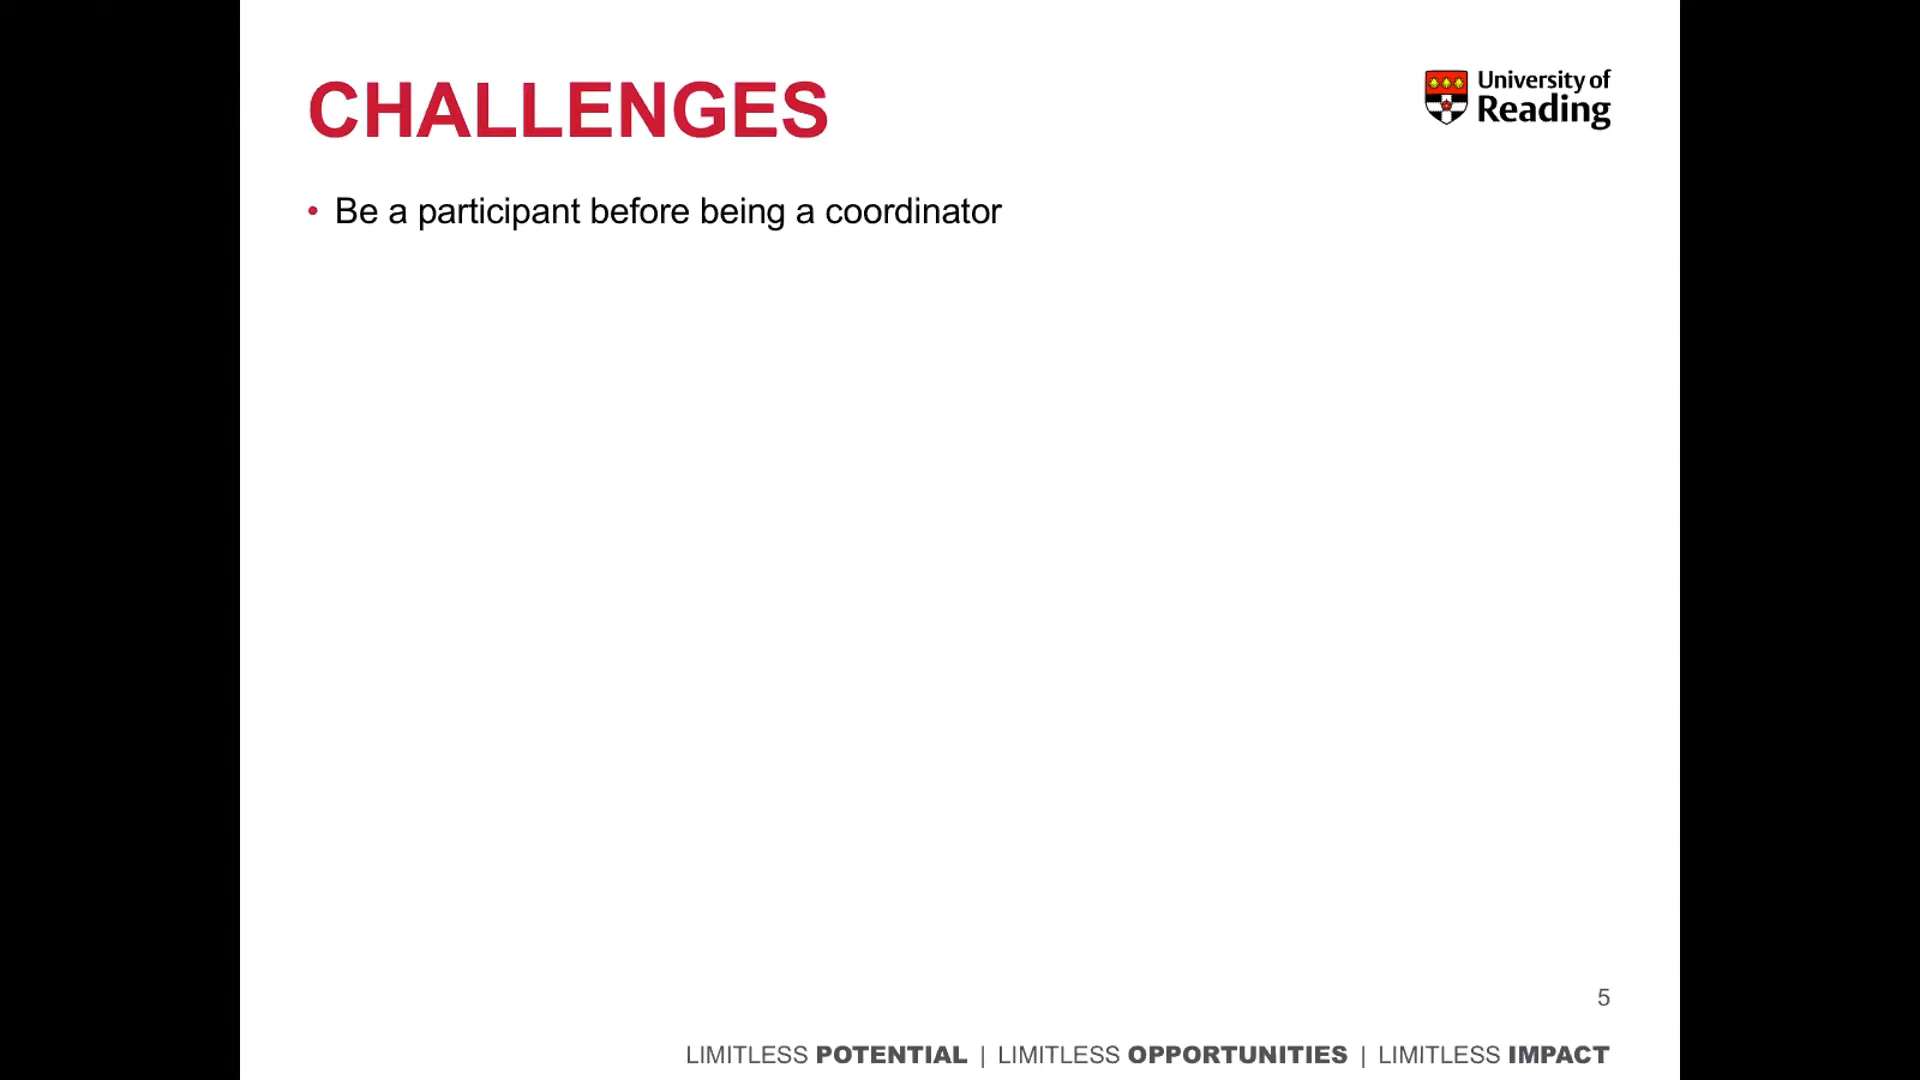 CHALLENGES
University of
Reading
• Be a participant before being a coordinator
5
LIMITLESS POTENTIAL | LIMITLESS OPPORTUNITIES | LIMITLESS IMPACT